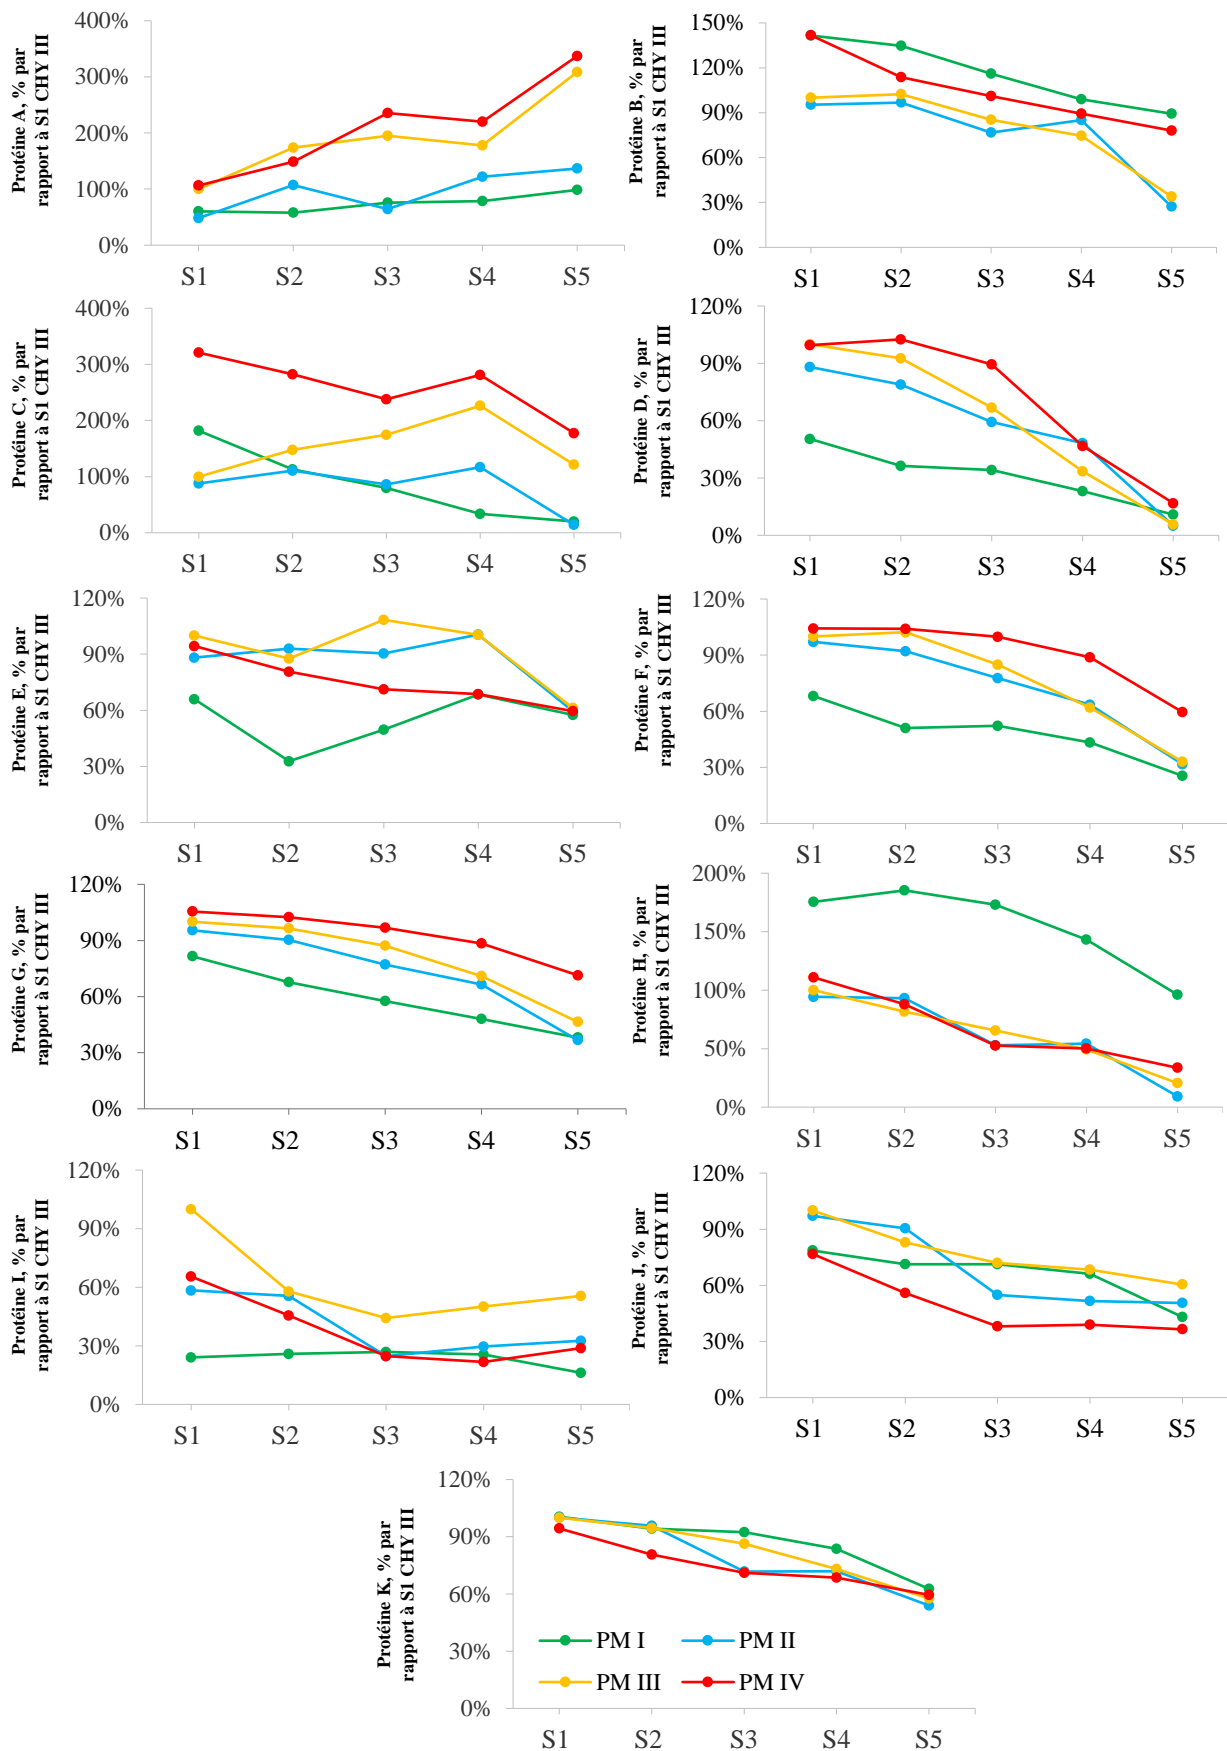 Protéine A, % par
rapport à S1 CHY III
400%
300%
200%
100%
0%
S1 S2 S3 S4 S5
Protéine B, % par
rapport à S1 CHY III
150%
120%
90%
60%
30%
0%
S1 S2 S3 S4 S5
Protéine C, % par
rapport à S1 CHY III
400%
300%
200%
100%
0%
S1 S2 S3 S4 S5
Protéine D, % par
rapport à S1 CHY III
120%
90%
60%
30%
0%
S1 S2 S3 S4 S5
Protéine E, % par
rapport à S1 CHY III
120%
90%
60%
30%
0%
S1 S2 S3 S4 S5
Protéine F, % par
rapport à S1 CHY III
120%
90%
60%
30%
0%
S1 S2 S3 S4 S5
Protéine G, % par
rapport à S1 CHY III
120%
90%
60%
30%
0%
S1 S2 S3 S4 S5
Protéine H, % par
rapport à S1 CHY III
200%
150%
100%
50%
0%
S1 S2 S3 S4 S5
Protéine I, % par
rapport à S1 CHY III
120%
90%
60%
30%
0%
S1 S2 S3 S4 S5
Protéine J, % par
rapport à S1 CHY III
120%
90%
60%
30%
0%
S1 S2 S3 S4 S5
Protéine K, % par
rapport à S1 CHY III
120%
90%
60%
30%
0%
PM I PM II
PM III PM IV
S1 S2 S3 S4 S5